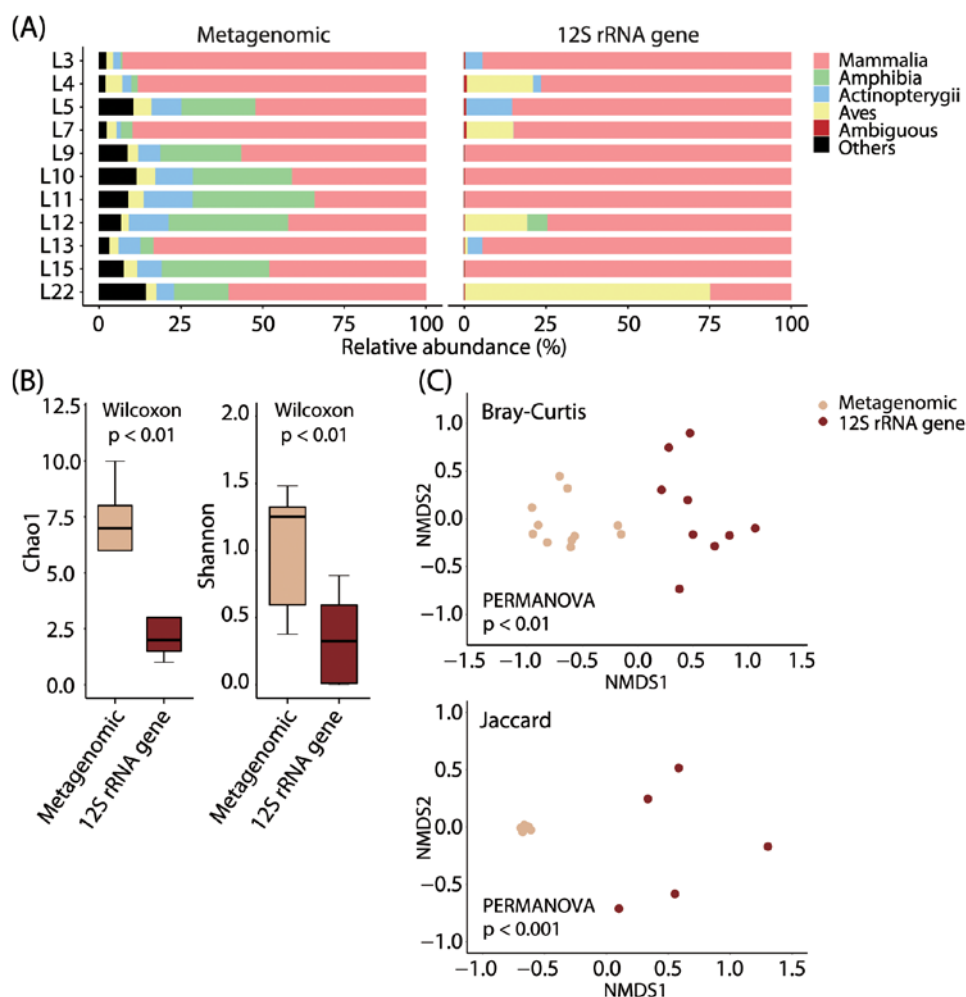 (A)
Metagenomic
12S rRNA gene
L3
L4
L5
L7
L9
L10
L11
L12
L13
L15
L22
0 25 50 75 100
0 25 50 75 100
Relative abundance (%)
Mammalia
Amphibia
Actinopterygii
Aves
Ambiguous
Others
(B)
Wilcoxon
p < 0.01
Chao1
12.5
10.0
7.5
5.0
2.5
0.0
Metagenomic
12S rRNA gene
Wilcoxon
p < 0.01
Shannon
2.0
1.5
1.0
0.5
0.0
Metagenomic
12S rRNA gene
(C)
Bray-Curtis
NMDS2
1.0
0.5
0.0
−0.5
−1.0
PERMANOVA
p < 0.01
−1.5 −1.0 −0.5 0.0 0.5 1.0 1.5
NMDS1
Metagenomic
12S rRNA gene
Jaccard
NMDS2
1.0
0.5
0.0
−0.5
−1.0
PERMANOVA
p < 0.001
−1.0 −0.5 0.0 0.5 1.0 1.5
NMDS1